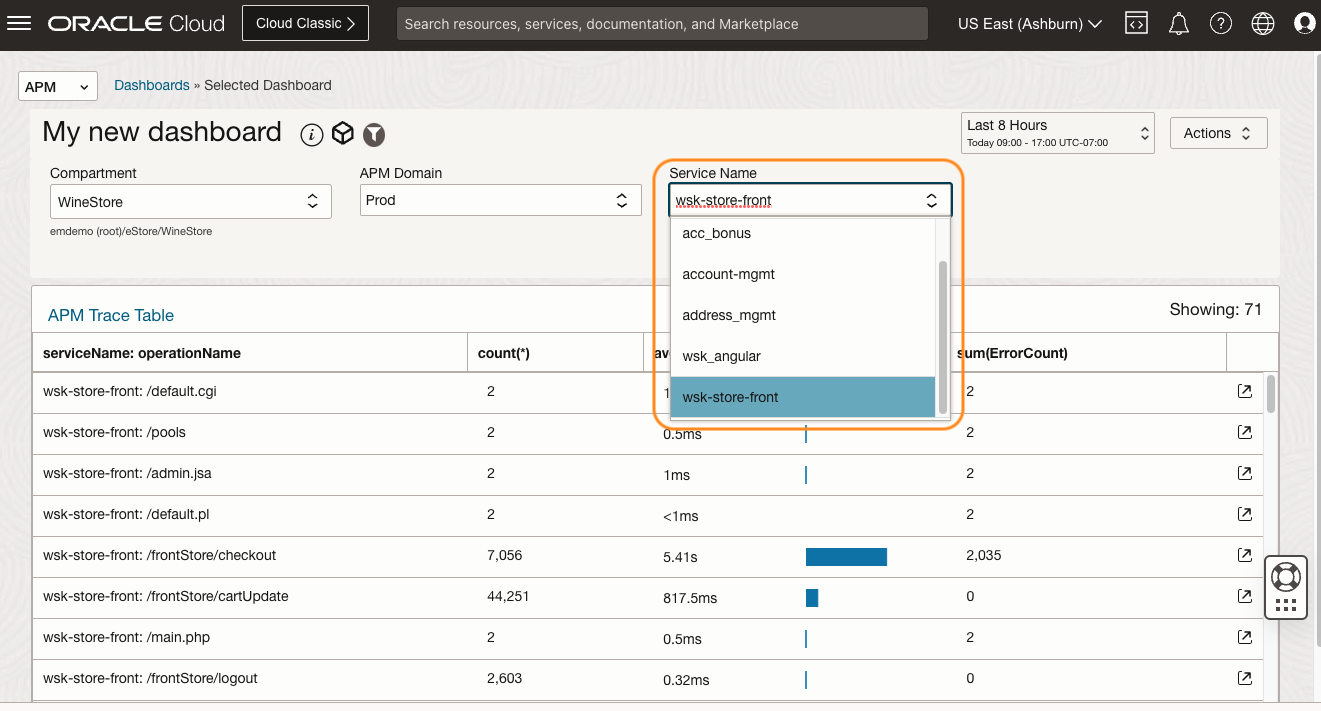 ORACLE Cloud
Cloud Classic
Search resources, services, documentation, and Marketplace
US East (Ashburn)
APM
Dashboards » Selected Dashboard
My new dashboard
Last 8 Hours
Today 09:00 - 17:00 UTC-07:00
Actions
Compartment
WineStore
emdemo (root)/eStore/WineStore
APM Domain
Prod
Service Name
wsk-store-front
acc_bonus
account-mgmt
address_mgmt
wsk_angular
wsk-store-front
APM Trace Table
Showing: 71
serviceName: operationName count(*) sum(ErrorCount)
wsk-store-front: /default.cgi 2 2
wsk-store-front: /pools 2 0.5ms 2
wsk-store-front: /admin.jsa 2 1ms 2
wsk-store-front: /default.pl 2 <1ms 2
wsk-store-front: /frontStore/checkout 7,056 5.41s 2,035
wsk-store-front: /frontStore/cartUpdate 44,251 817.5ms 0
wsk-store-front: /main.php 2 0.5ms 2
wsk-store-front: /frontStore/logout 2,603 0.32ms 0